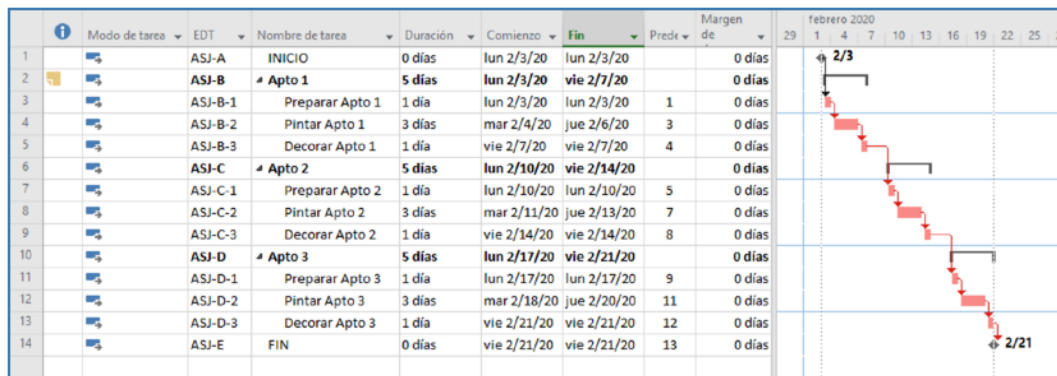 Modo de tarea EDT Nombre de tarea Duración Comienzo Fin Prede Margen de febrero 2020
29 1 4 7 10 13 16 19 22 25
1 ASJ-A INICIO 0 días lun 2/3/20 lun 2/3/20 0 días 2/3
2 ASJ-B Apto 1 5 días lun 2/3/20 vie 2/7/20 0 días
3 ASJ-B-1 Preparar Apto 1 1 día lun 2/3/20 lun 2/3/20 1 0 días
4 ASJ-B-2 Pintar Apto 1 3 días mar 2/4/20 jue 2/6/20 3 0 días
5 ASJ-B-3 Decorar Apto 1 1 día vie 2/7/20 vie 2/7/20 4 0 días
6 ASJ-C Apto 2 5 días lun 2/10/20 vie 2/14/20 0 días
7 ASJ-C-1 Preparar Apto 2 1 día lun 2/10/20 lun 2/10/20 5 0 días
8 ASJ-C-2 Pintar Apto 2 3 días mar 2/11/20 jue 2/13/20 7 0 días
9 ASJ-C-3 Decorar Apto 2 1 día vie 2/14/20 vie 2/14/20 8 0 días
10 ASJ-D Apto 3 5 días lun 2/17/20 vie 2/21/20 0 días
11 ASJ-D-1 Preparar Apto 3 1 día lun 2/17/20 lun 2/17/20 9 0 días
12 ASJ-D-2 Pintar Apto 3 3 días mar 2/18/20 jue 2/20/20 11 0 días
13 ASJ-D-3 Decorar Apto 3 1 día vie 2/21/20 vie 2/21/20 12 0 días
14 ASJ-E FIN 0 días vie 2/21/20 vie 2/21/20 13 0 días 2/21